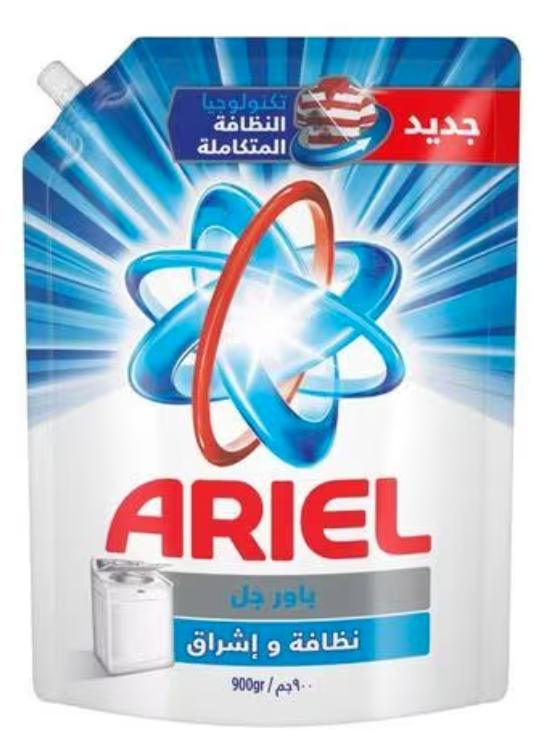 جديد
تكنولوجيا
النظافة
المتكاملة
ARIEL
باور جل
نظافة و إشراق
٩٠٠جم / 900gr